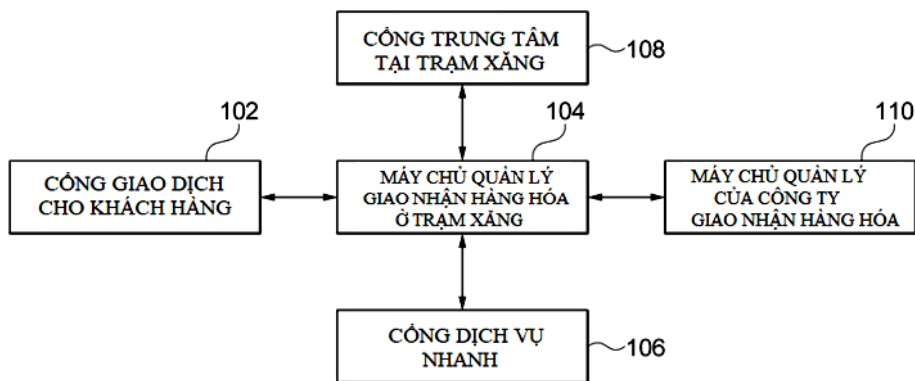 CỔNG TRUNG TÂM
TẠI TRẠM XĂNG
108
102
CỔNG GIAO DỊCH
CHO KHÁCH HÀNG
104
MÁY CHỦ QUẢN LÝ
GIAO NHẬN HÀNG HÓA
Ở TRẠM XĂNG
110
MÁY CHỦ QUẢN LÝ
CỦA CÔNG TY
GIAO NHẬN HÀNG HÓA
CỔNG DỊCH VỤ
NHANH
106